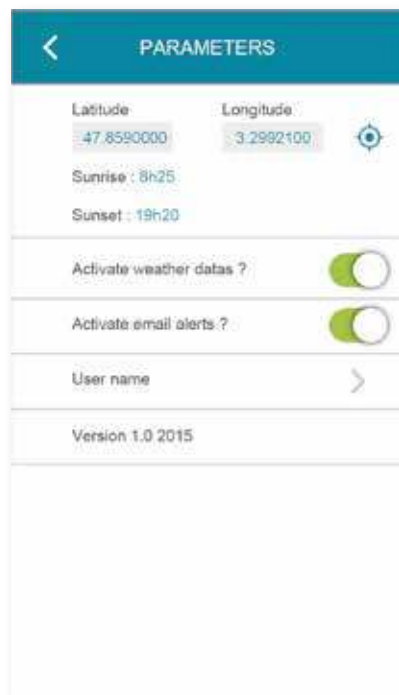 PARAMETERS
Latitude Longitude
47.8590000 3.2992100
Sunrise : 8h25
Sunset : 19h20
Activate weather datas ?
Activate email alerts ?
User name
Version 1.0 2015